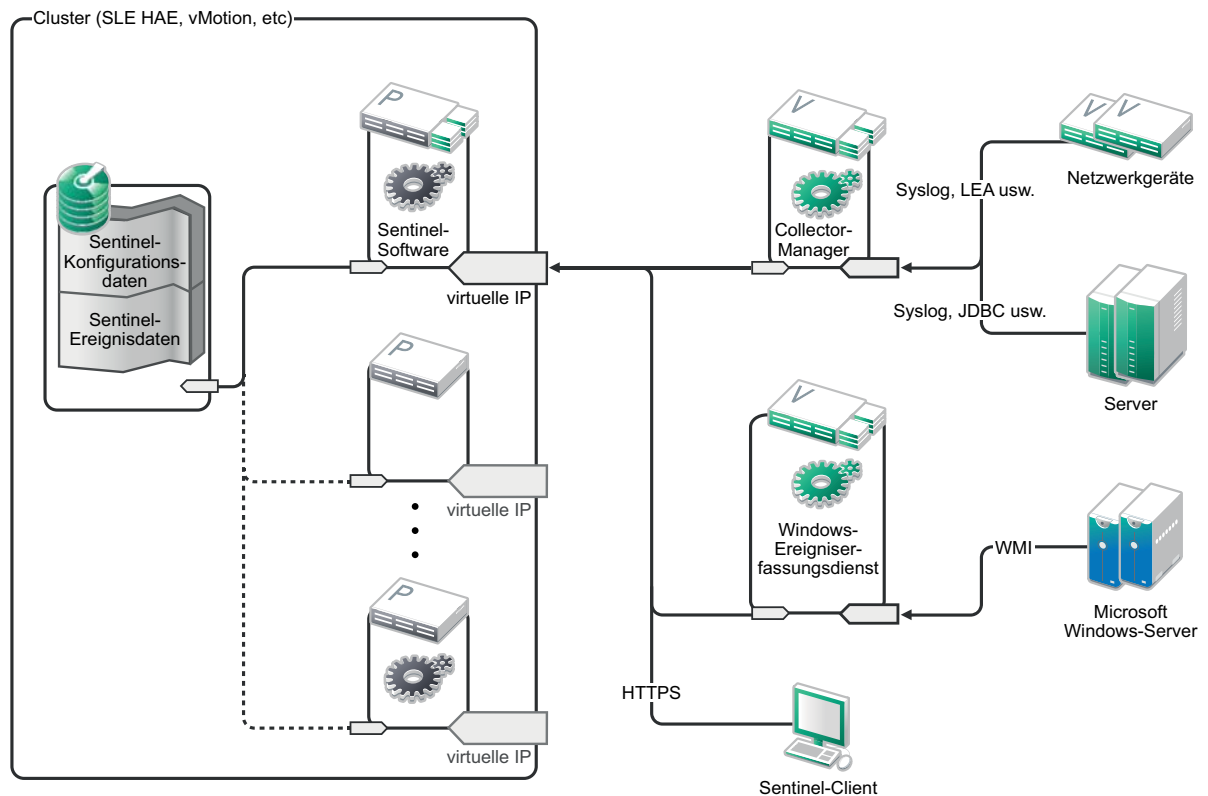 Cluster (SLE HAE, vMotion, etc)
P
Sentinel-
Software
virtuelle IP
Sentinel-
Konfigurations-
daten
Sentinel-
Ereignisdaten
P
virtuelle IP
P
virtuelle IP
V
Collector-
Manager
Syslog, LEA usw.
V
V
Netzwerkgeräte
Syslog, JDBC usw.
Server
V
Windows-
Ereigniser-
fassungsdienst
WMI
Microsoft
Windows-Server
HTTPS
Sentinel-Client